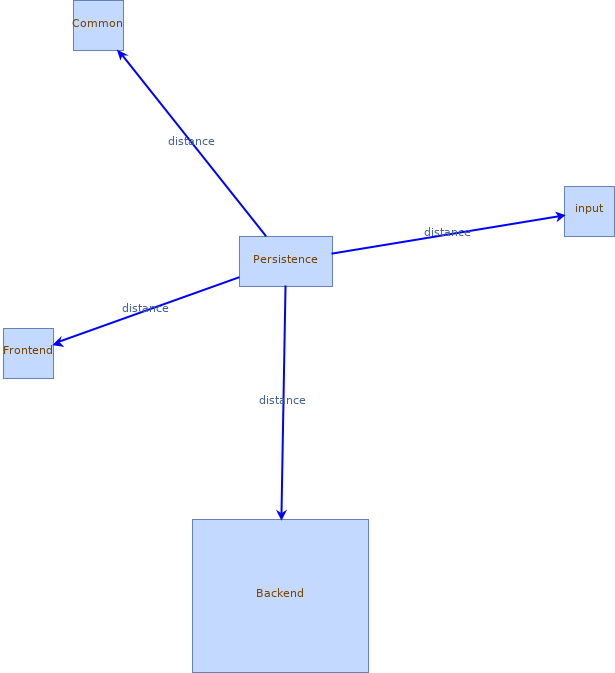 Common
distance
input
distance
Persistence
distance
Frontend
distance
Backend